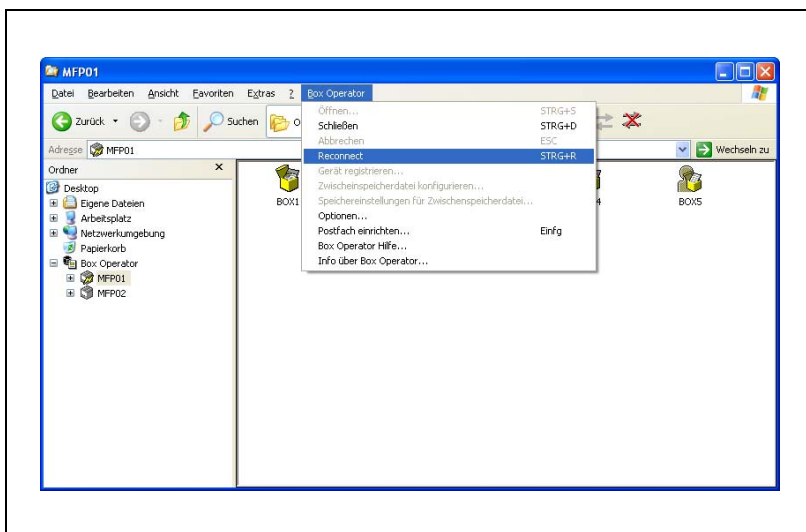 MFP01
Datei Bearbeiten Ansicht Favoriten Extras ? Box Operator
Zurück Suchen O
Adresse MFP01 Wechseln zu
Ordner
Desktop
Eigene Dateien
Arbeitsplatz
Netzwerkumgebung
Papierkorb
Box Operator
MFP01
MFP02
Öffnen... STRG+S
Schließen STRG+D
Abbrechen ESC
Reconnect STRG+R
Gerät registrieren...
Zwischeinspeicherdatei konfigurieren...
Speichereinstellungen für Zwischenspeicherdatei...
Optionen...
Postfach einrichten... Einfg
Box Operator Hilfe...
Info über Box Operator...
BOX1 4 BOX5